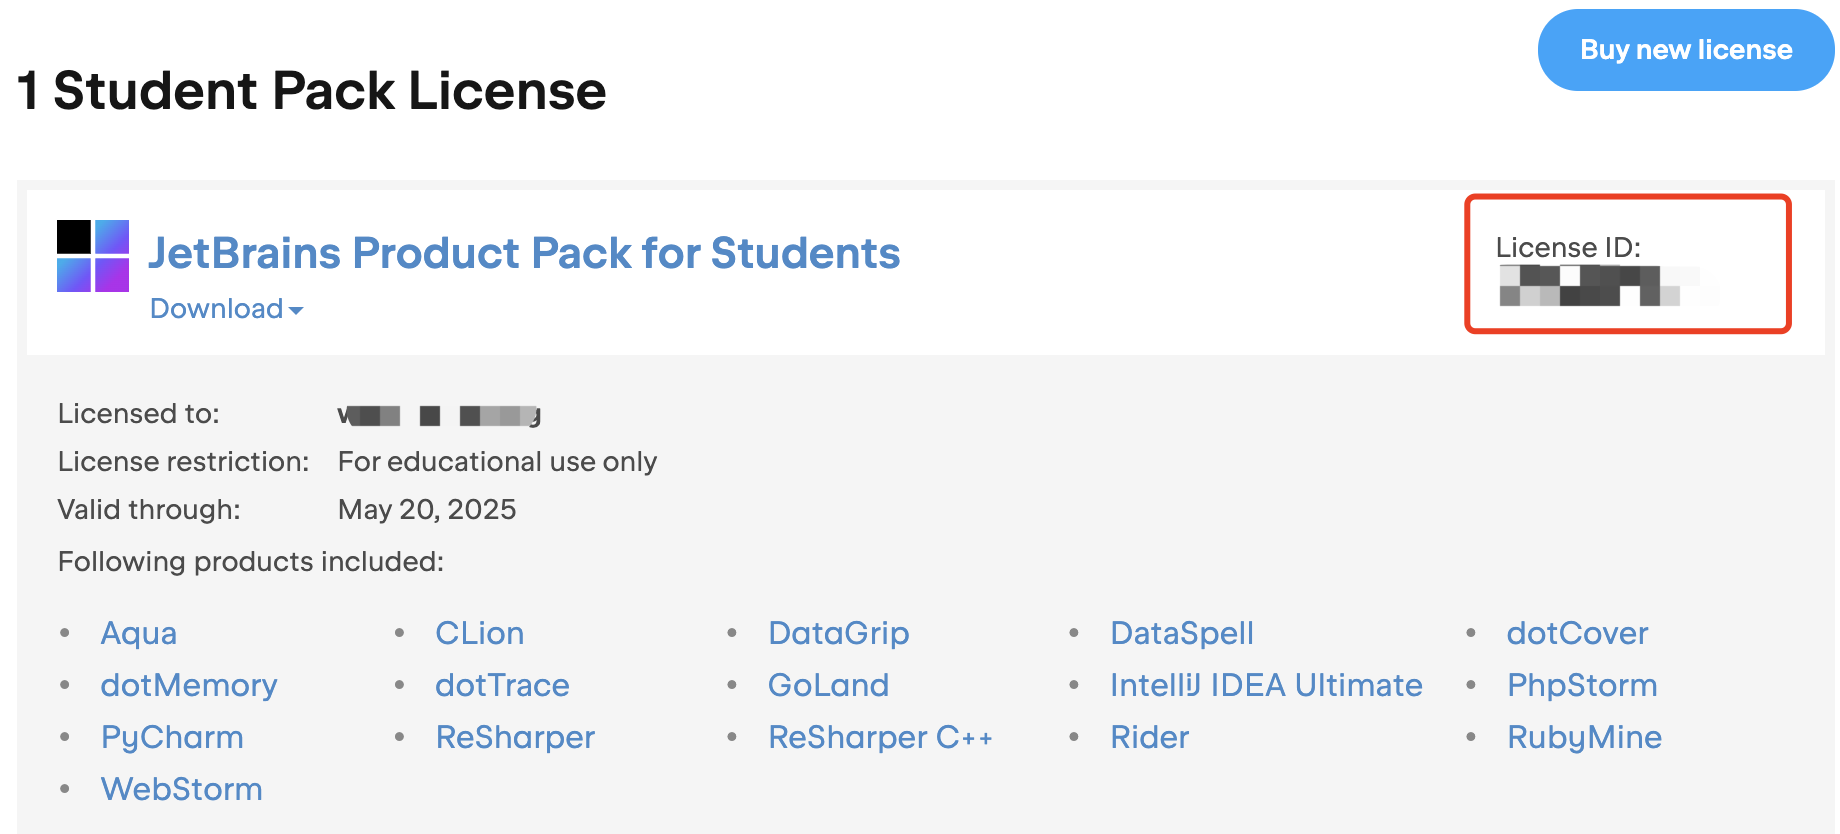 Buy new license
1 Student Pack License
JetBrains Product Pack for Students
Download
License ID:
Licensed to:
License restriction: For educational use only
Valid through: May 20, 2025
Following products included:
• Aqua • CLion • DataGrip • DataSpell • dotCover
• dotMemory • dotTrace • GoLand • IntelliJ IDEA Ultimate • PhpStorm
• PyCharm • ReSharper • ReSharper C++ • Rider • RubyMine
• WebStorm